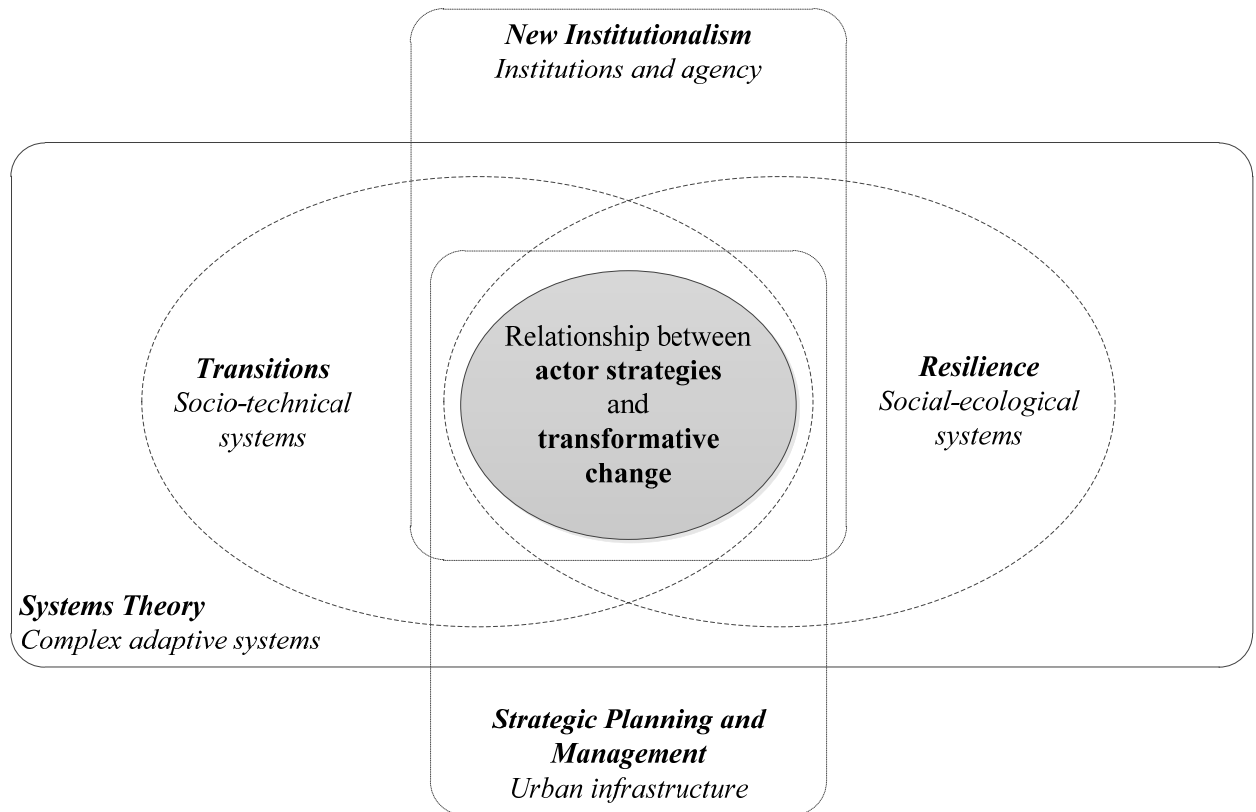 New Institutionalism
Institutions and agency
Transitions
Socio-technical
systems
Relationship between
actor strategies
and
transformative
change
Resilience
Social-ecological
systems
Systems Theory
Complex adaptive systems
Strategic Planning and
Management
Urban infrastructure